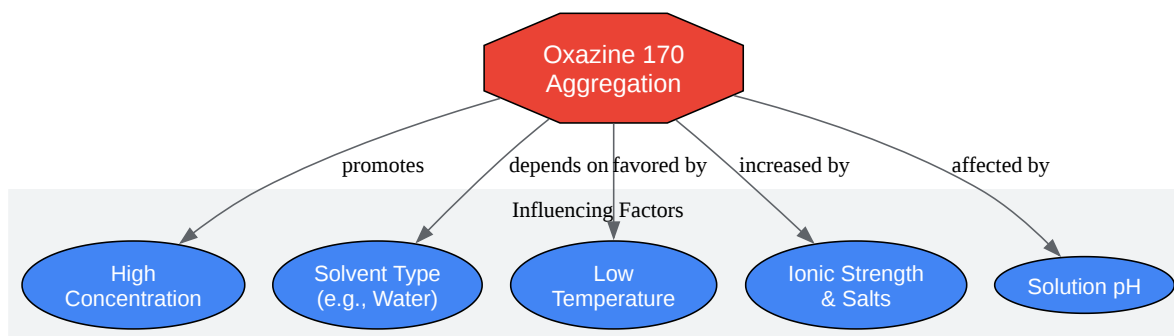 Oxazine 170
Aggregation
promotes
depends on
favored by
increased by
affected by
Influencing Factors
High
Concentration
Solvent Type
(e.g., Water)
Low
Temperature
Ionic Strength
& Salts
Solution pH